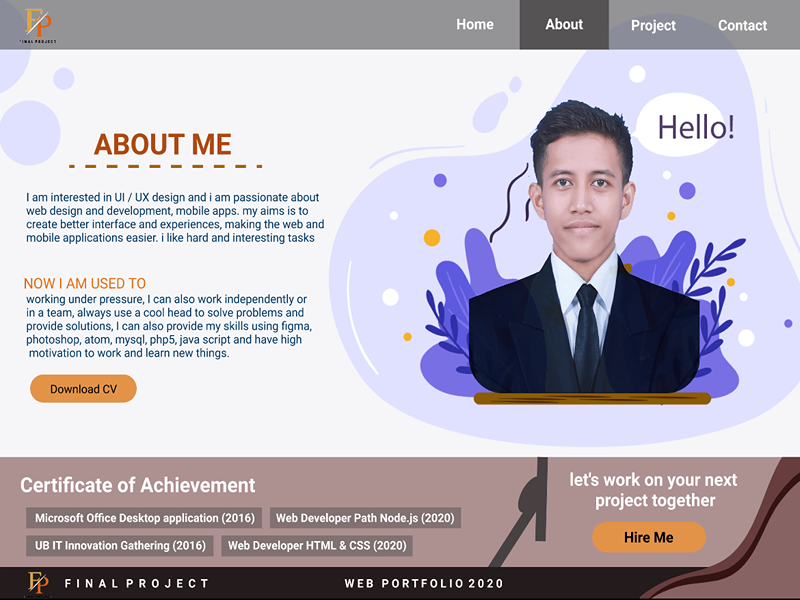 FP
FINAL PROJECT
Home
About
Project
Contact
Hello!
ABOUT ME
I am interested in UI / UX design and i am passionate about
web design and development, mobile apps. my aims is to
create better interface and experiences, making the web and
mobile applications easier. i like hard and interesting tasks
NOW I AM USED TO
working under pressure, I can also work independently or
in a team, always use a cool head to solve problems and
provide solutions, I can also provide my skills using figma,
photoshop, atom, mysql, php5, java script and have high
motivation to work and learn new things.
Download CV
Certificate of Achievement
Microsoft Office Desktop application (2016)
Web Developer Path Node.js (2020)
UB IT Innovation Gathering (2016)
Web Developer HTML & CSS (2020)
let's work on your next
project together
Hire Me
FP
FINAL PROJECT
WEB PORTFOLIO 2020